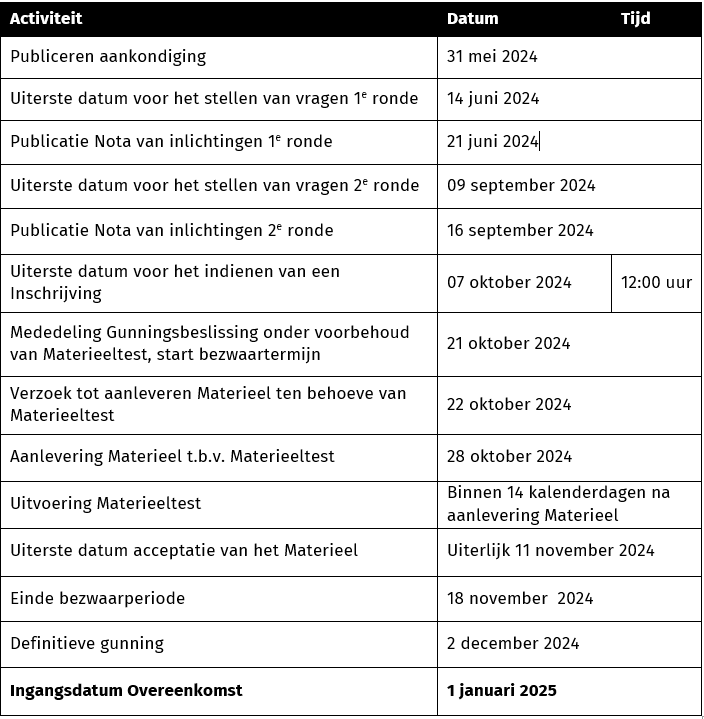 Activiteit Datum Tijd
Publiceren aankondiging 31 mei 2024
Uiterste datum voor het stellen van vragen 1e ronde 14 juni 2024
Publicatie Nota van inlichtingen 1e ronde 21 juni 2024
Uiterste datum voor het stellen van vragen 2e ronde 09 september 2024
Publicatie Nota van inlichtingen 2e ronde 16 september 2024
Uiterste datum voor het indienen van een
Inschrijving 07 oktober 2024 12:00 uur
Mededeling Gunningsbeslissing onder voorbehoud
van Materieeltest, start bezwaartermijn 21 oktober 2024
Verzoek tot aanleveren Materieel ten behoeve van
Materieeltest 22 oktober 2024
Aanlevering Materieel t.b.v. Materieeltest 28 oktober 2024
Uitvoering Materieeltest Binnen 14 kalenderdagen na
aanlevering Materieel
Uiterste datum acceptatie van het Materieel Uiterlijk 11 november 2024
Einde bezwaarperiode 18 november 2024
Definitieve gunning 2 december 2024
Ingangsdatum Overeenkomst 1 januari 2025